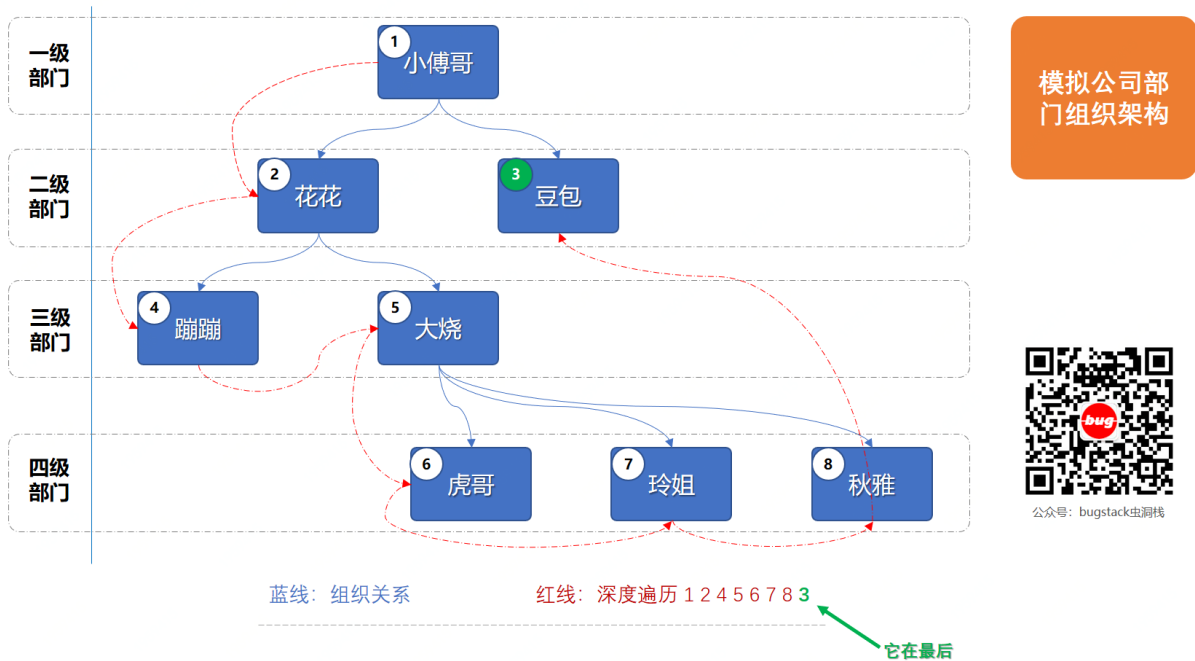 一级
部门
1
小傅哥
模拟公司部
门组织架构
二级
部门
2
花花
3
豆包
三级
部门
4
蹦蹦
5
大烧
四级
部门
6
虎哥
7
玲姐
8
秋雅
bug
公众号：bugstack虫洞栈
蓝线：组织关系
红线：深度遍历 1 2 4 5 6 7 8 3
它在最后